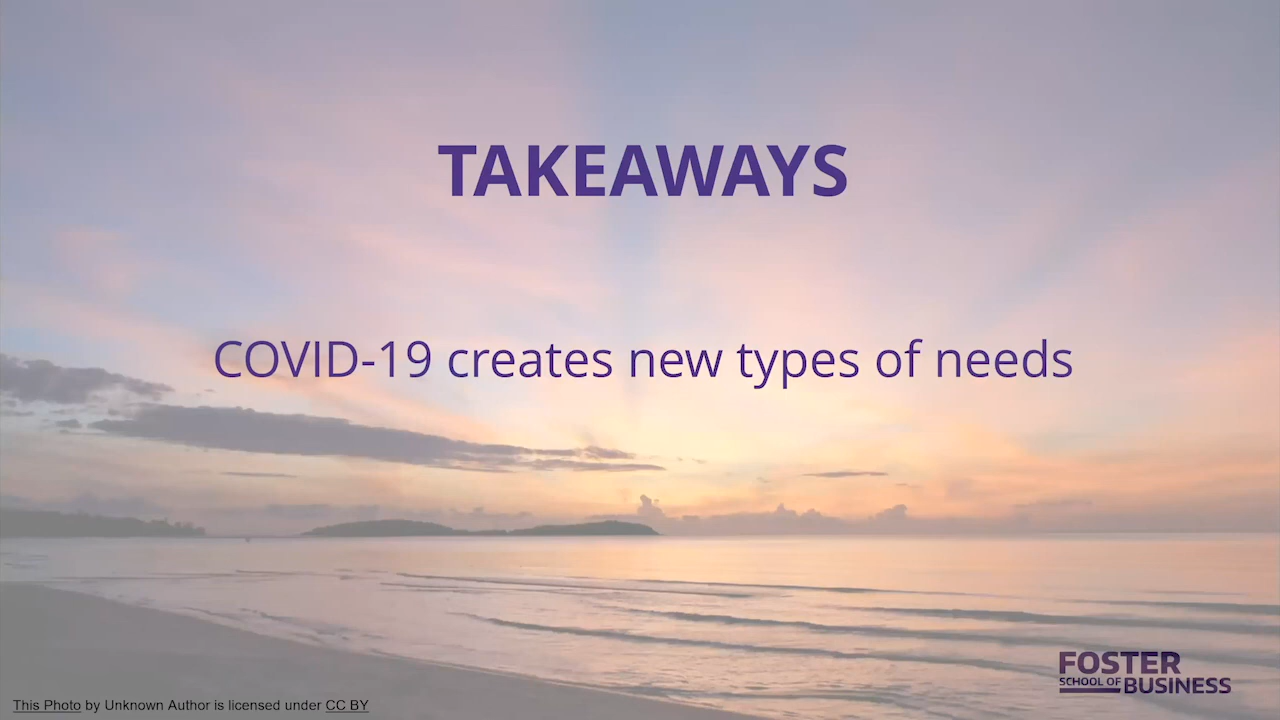 TAKEAWAYS
COVID-19 creates new types of needs
FOSTER
SCHOOL OF BUSINESS
This Photo by Unknown Author is licensed under CC BY